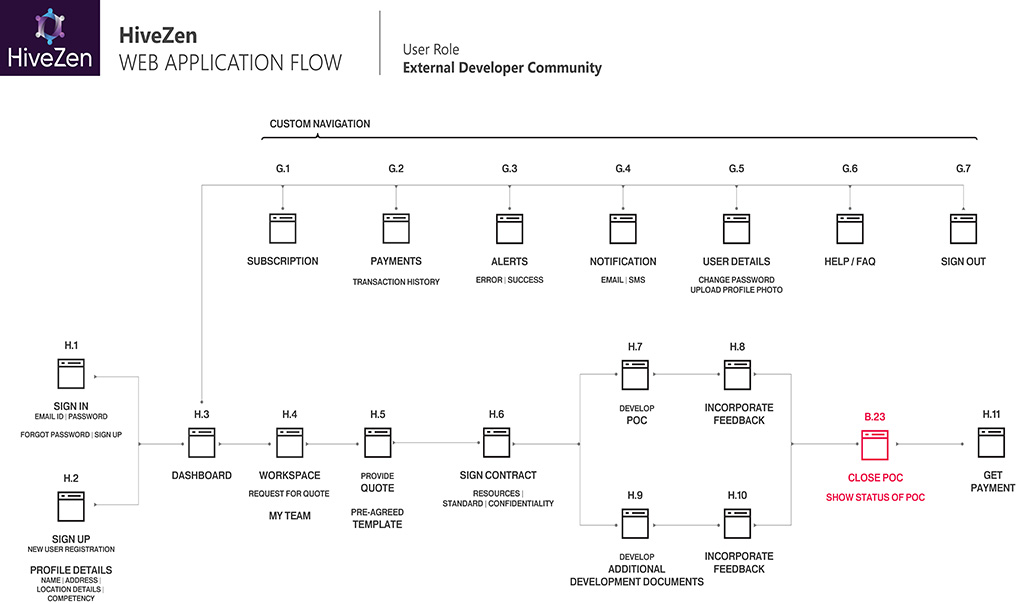 HiveZen
HiveZen
WEB APPLICATION FLOW
User Role
External Developer Community
CUSTOM NAVIGATION
G.1
G.2
G.3
G.4
G.5
G.6
G.7
SUBSCRIPTION
PAYMENTS
TRANSACTION HISTORY
ALERTS
ERROR | SUCCESS
NOTIFICATION
EMAIL | SMS
USER DETAILS
CHANGE PASSWORD
UPLOAD PROFILE PHOTO
HELP / FAQ
SIGN OUT
H.1
SIGN IN
EMAIL ID | PASSWORD
FORGOT PASSWORD | SIGN UP
H.2
SIGN UP
NEW USER REGISTRATION
PROFILE DETAILS
NAME | ADDRESS |
LOCATION DETAILS |
COMPETENCY
H.3
DASHBOARD
H.4
WORKSPACE
REQUEST FOR QUOTE
MY TEAM
H.5
PROVIDE
QUOTE
PRE-AGREED
TEMPLATE
H.6
SIGN CONTRACT
RESOURCES |
STANDARD | CONFIDENTIALITY
H.7
DEVELOP
POC
H.8
INCORPORATE
FEEDBACK
H.9
DEVELOP
ADDITIONAL
DEVELOPMENT DOCUMENTS
H.10
INCORPORATE
FEEDBACK
B.23
CLOSE POC
SHOW STATUS OF POC
H.11
GET
PAYMENT